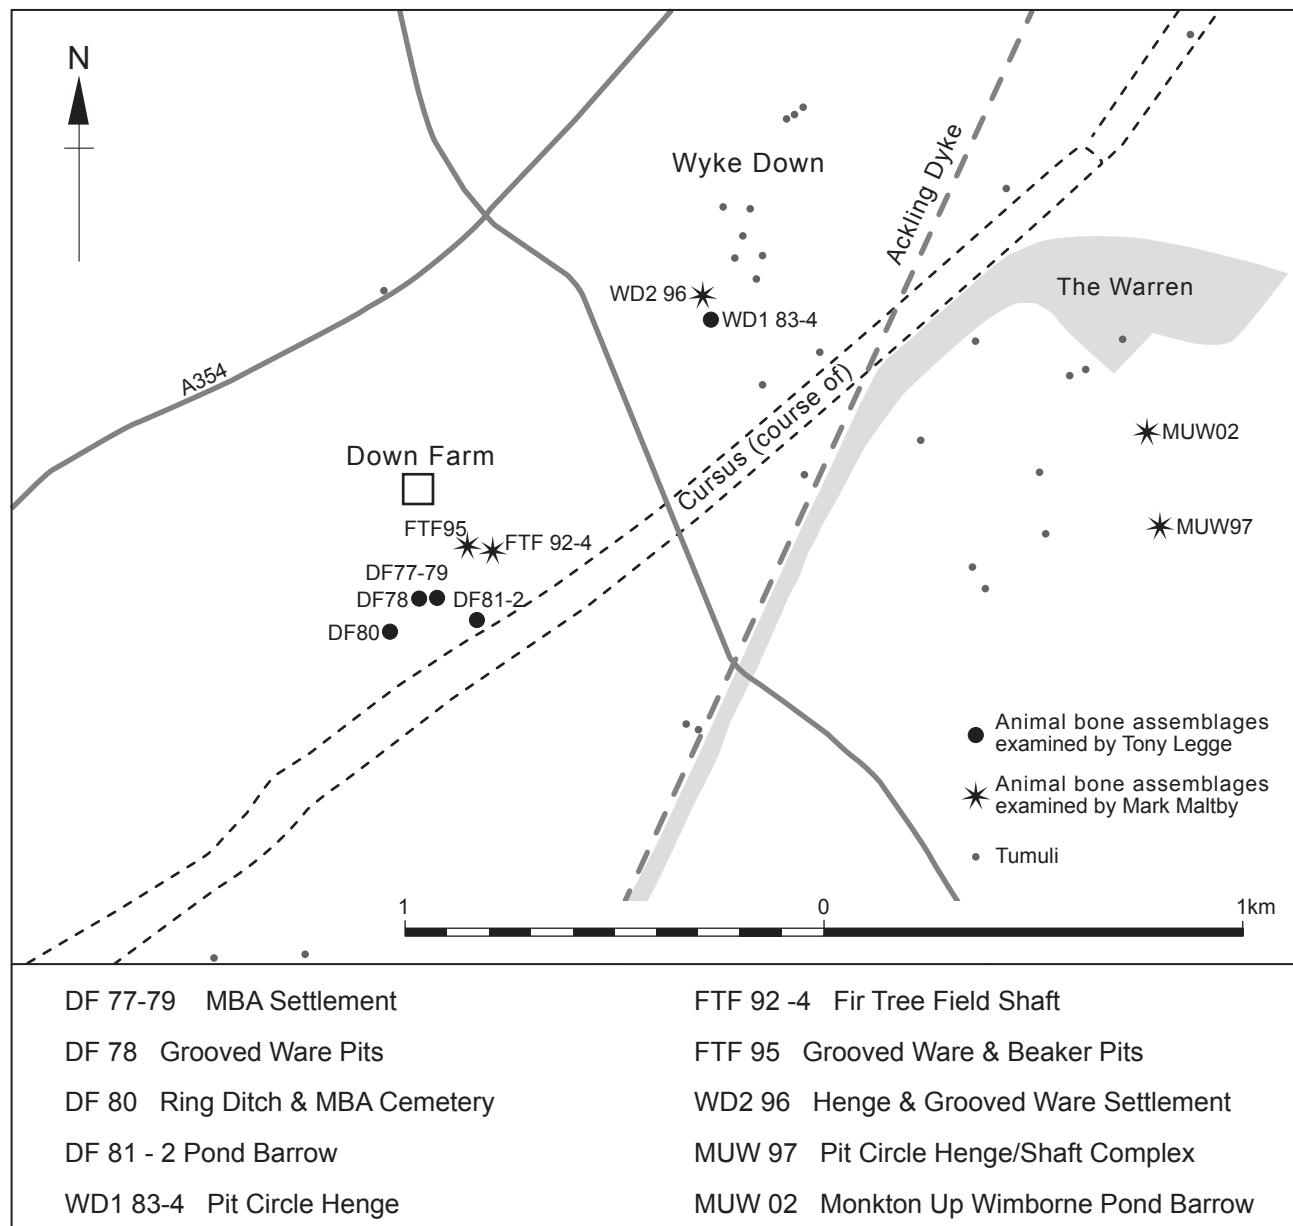 N
Wyke Down
Ackling Dyke
The Warren
WD2 96
WD1 83-4
A354
Cursus (course of)
MUW02
Down Farm
FTF95
FTF 92-4
MUW97
DF77-79
DF78
DF81-2
DF80
Animal bone assemblages
examined by Tony Legge
Animal bone assemblages
examined by Mark Maltby
Tumuli
1
0
1km
DF 77-79 MBA Settlement
DF 78 Grooved Ware Pits
DF 80 Ring Ditch & MBA Cemetery
DF 81 - 2 Pond Barrow
WD1 83-4 Pit Circle Henge
FTF 92 -4 Fir Tree Field Shaft
FTF 95 Grooved Ware & Beaker Pits
WD2 96 Henge & Grooved Ware Settlement
MUW 97 Pit Circle Henge/Shaft Complex
MUW 02 Monkton Up Wimborne Pond Barrow